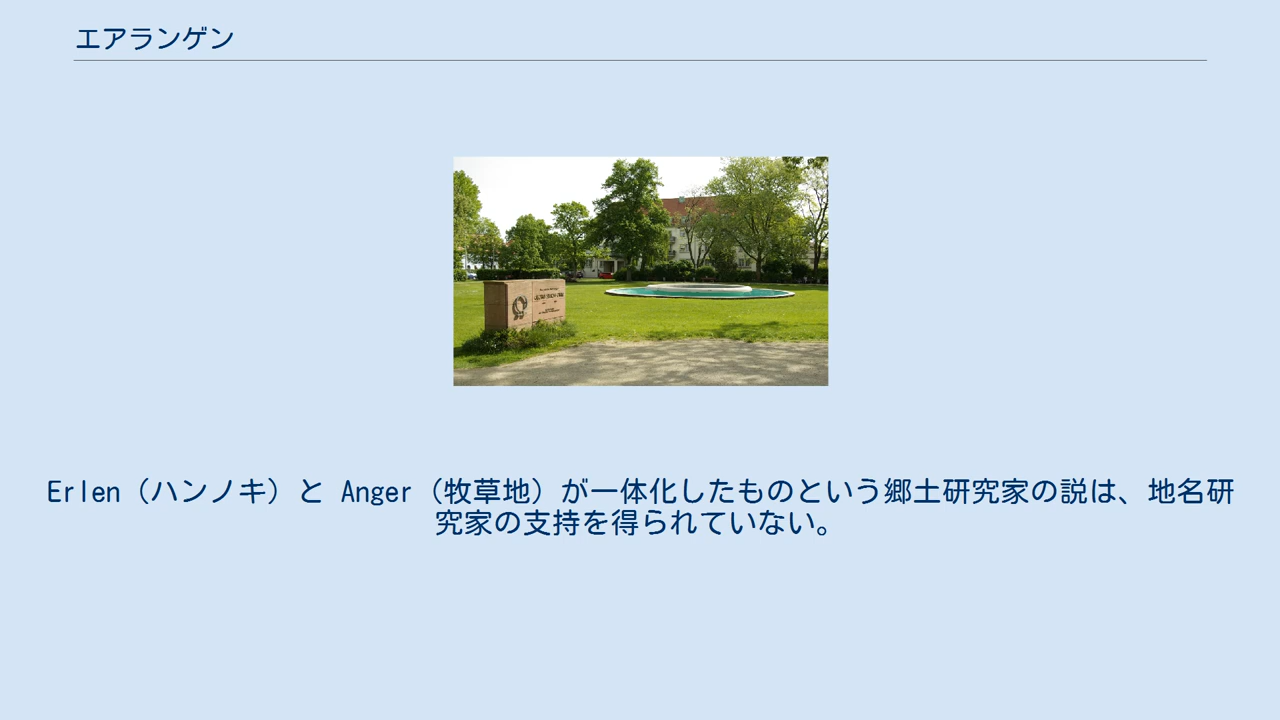 エアランゲン
Erlen（ハンノキ）と Anger（牧草地）が一体化したものという郷土研究家の説は、地名研
究家の支持を得られていない。